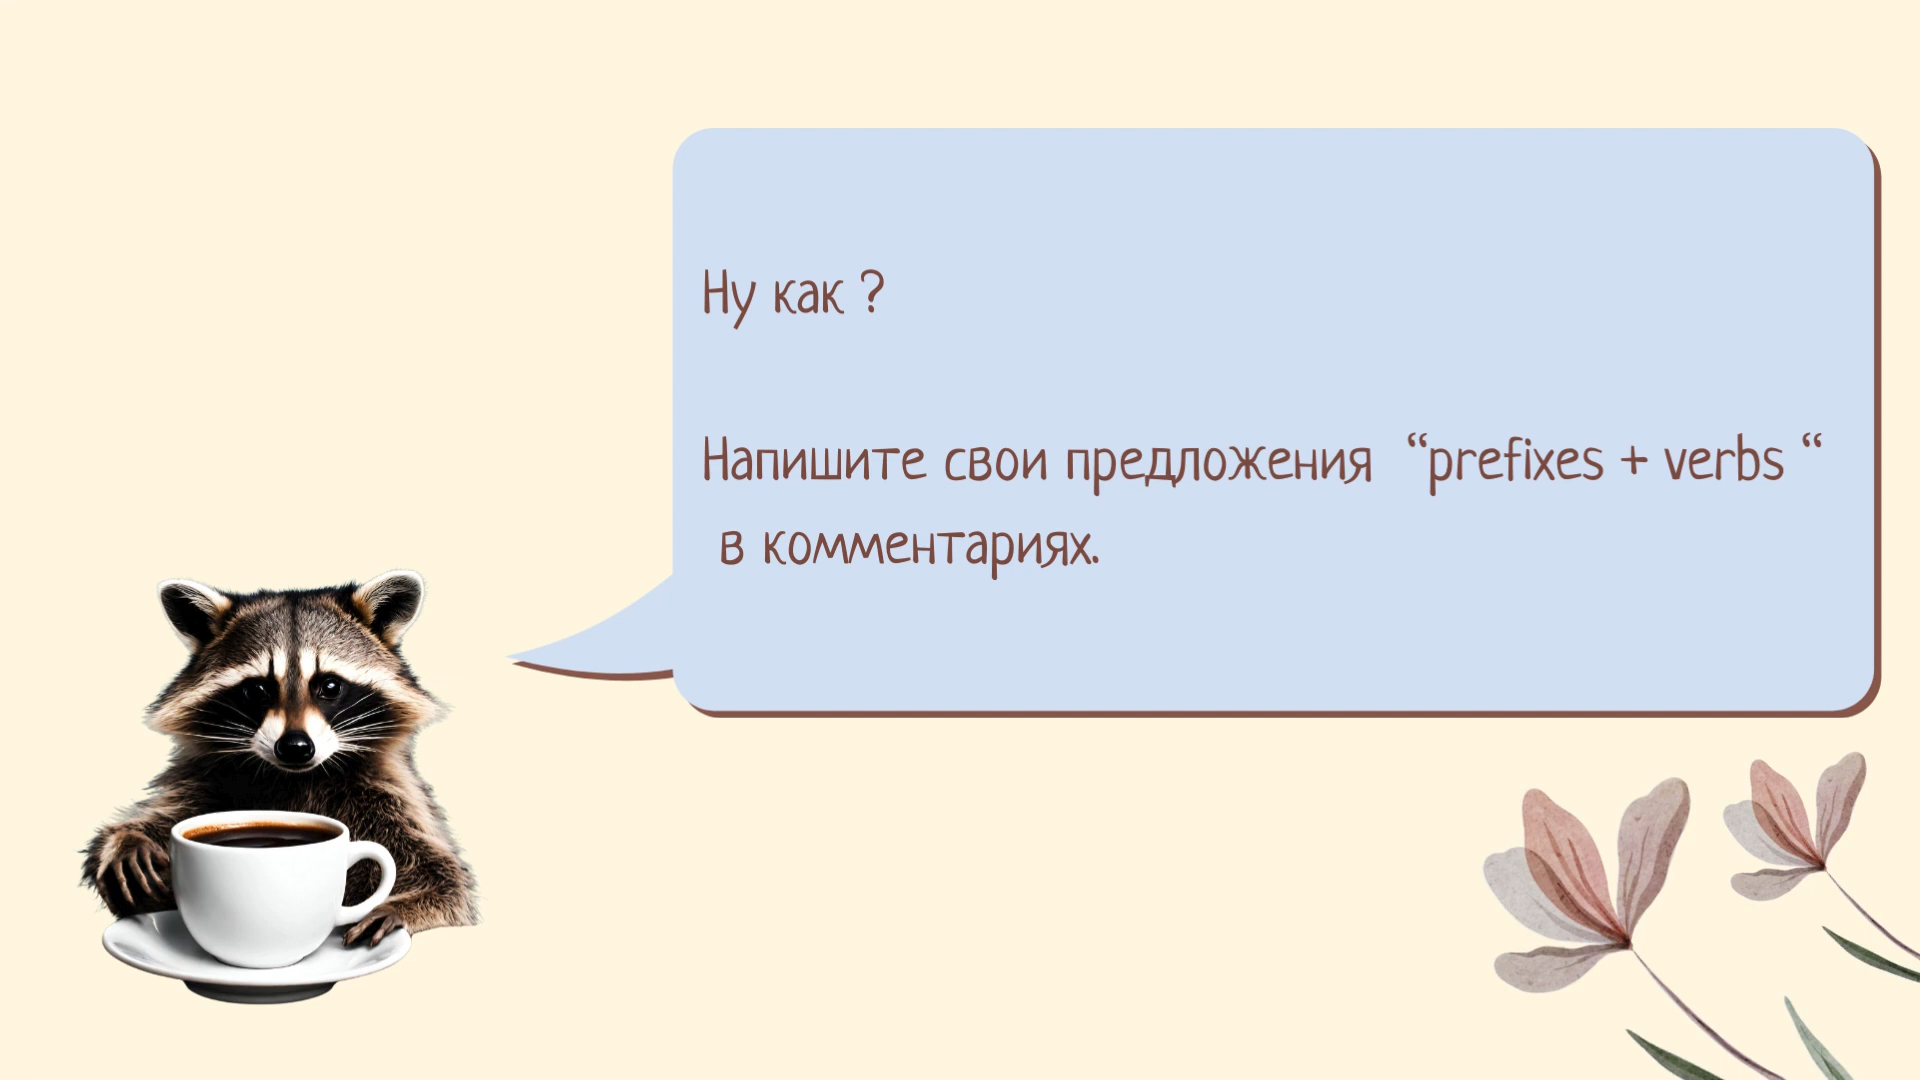 Ну как ?
Напишите свои предложения “prefixes + verbs “
в комментариях.